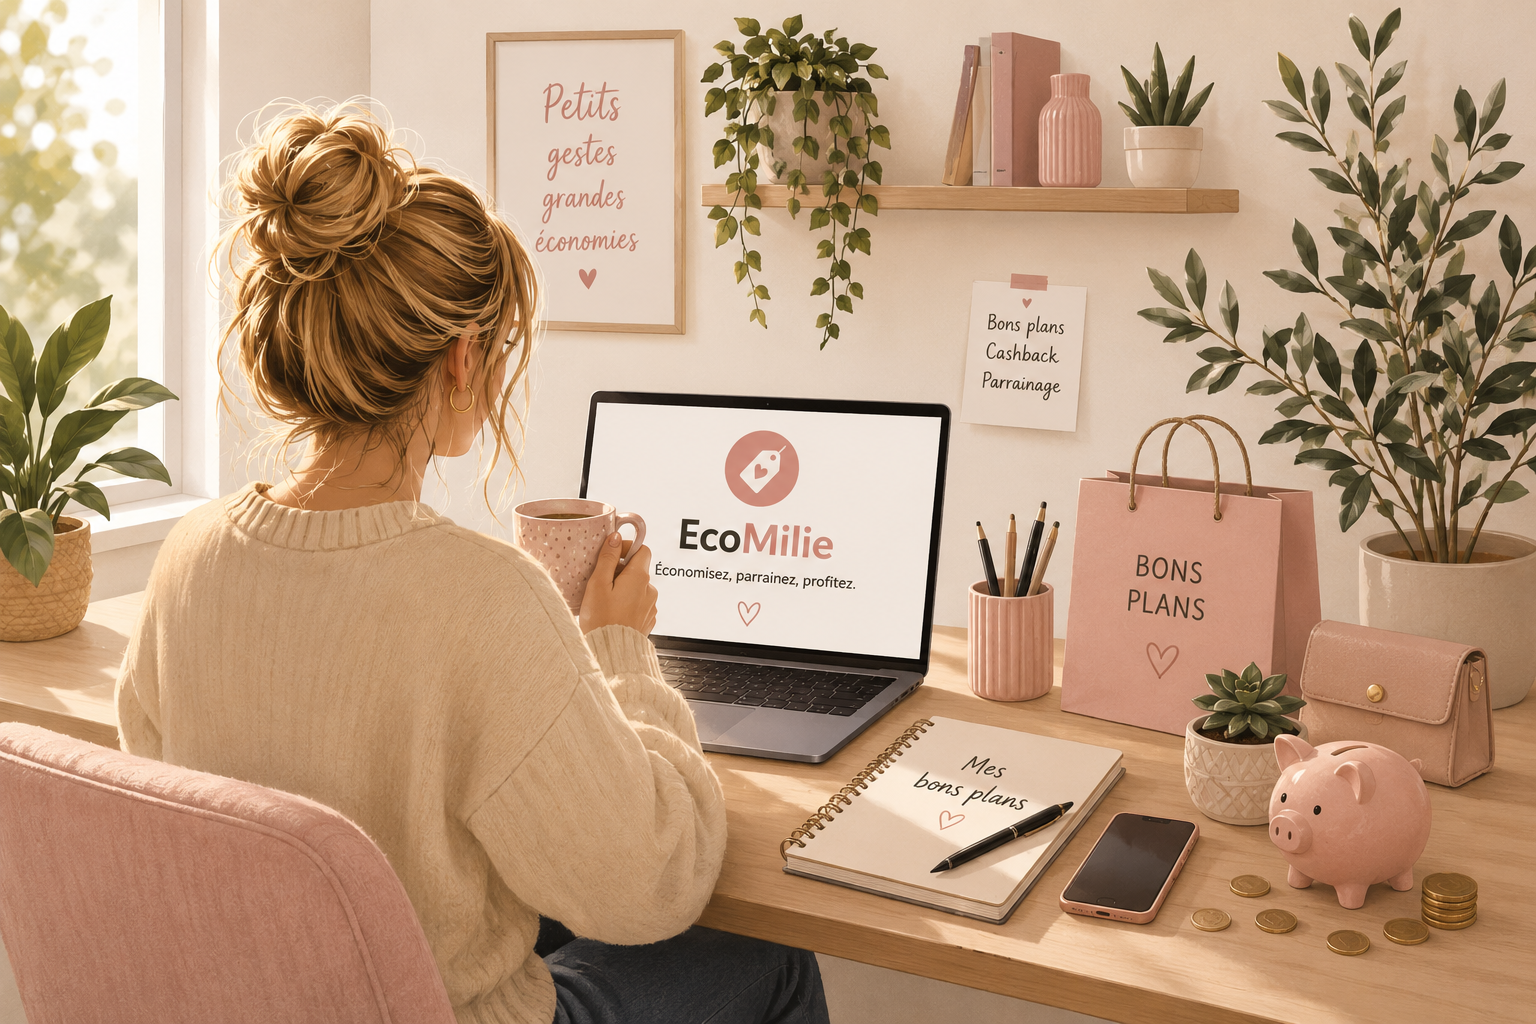 Petits
gestes
grandes
économies
Bons plans
Cashback
Parrainage
EcoMilie
Économisez, parrainez, profitez.
BONS
PLANS
Mes
bons plans